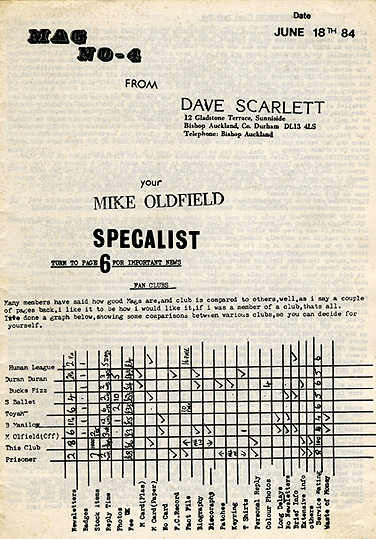 Date
JUNE 18TH 84
MAG
NO-4
FROM
DAVE SCARLETT
12 Gladstone Terrace, Sunniside
Bishop Auckland, Co. Durham DL13 4LS
Telephone: Bishop Auckland
your
MIKE OLDFIELD
SPECALIST
TURN TO PAGE 6 FOR IMPORTANT NEWS
FAN CLUBS
Many members have said how good Mags are,and club is compared to others,well,as i say a couple
of pages back,i like it to be how i would like it,if i was a member of a club,thats all.
I've done a graph below,showing some comparisons between various clubs,so you can decide for
yourself.
Human League
Duran Duran
Bucks Fizz
S Ballet
Toyah
B Manilow
M Olfield(Off)
This Club
Prisoner
Newsletters
Badges
Stock items
Reply Time
Photos
Fee UK
M Card(Plas)
M Card(Paper)
No Card
P.C.Record
Fact File
Biography
Discography
Patches
Keyring
T Shirts
Personal Reply
Colour Photos
Long Delays
No Newsletters
Brief Info
Extensive info
others
Service Rating
Waste of Money